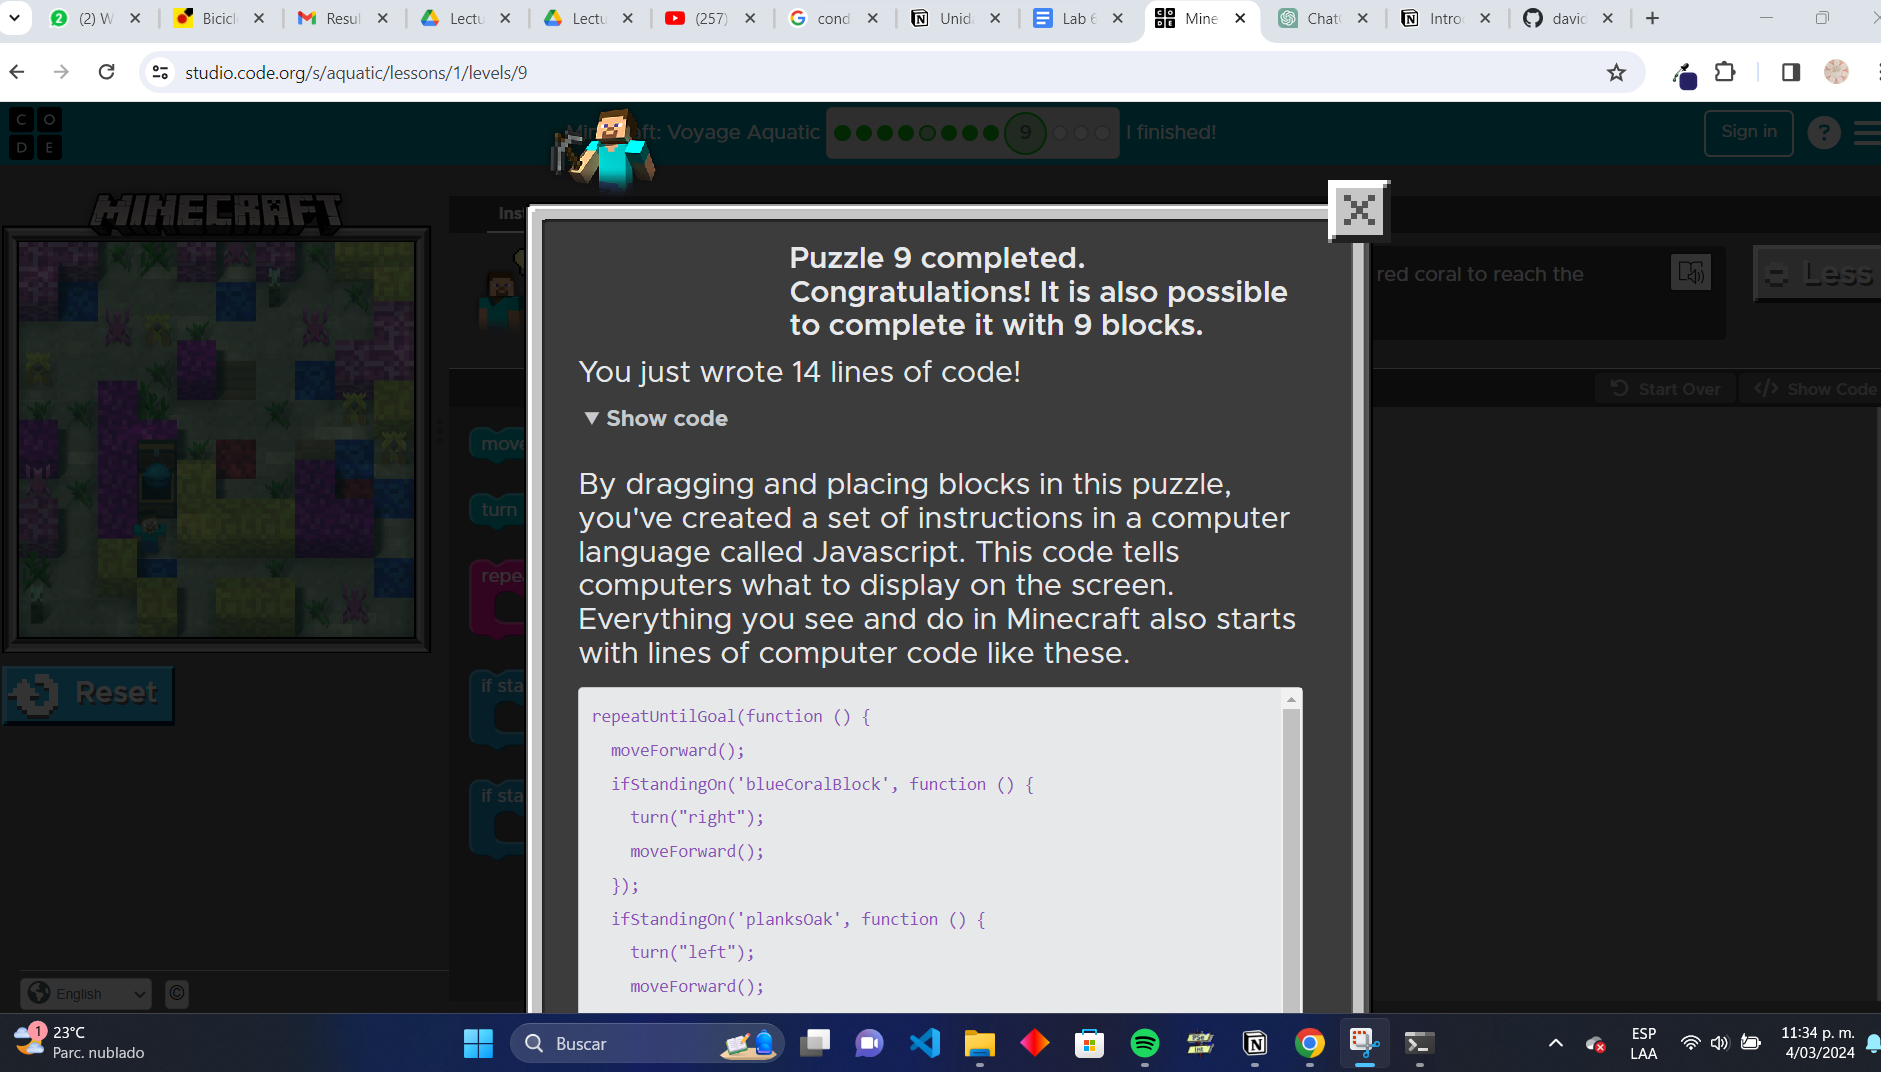 (2) W
Bicicl
Resul
Lectu
Lectu
(257)
cond
Unida
Lab 6
Mine
Chat
Intro
david
studio.code.org/s/aquatic/lessons/1/levels/9
C O
D E
Minecraft: Voyage Aquatic
9
I finished!
Sign in
?
MINECRAFT
Ins
Puzzle 9 completed.
Congratulations! It is also possible
to complete it with 9 blocks.
red coral to reach the
Less
You just wrote 14 lines of code!
Start Over
</> Show Code
▼ Show code
move
turn
repe
if sta
if sta
By dragging and placing blocks in this puzzle,
you've created a set of instructions in a computer
language called Javascript. This code tells
computers what to display on the screen.
Everything you see and do in Minecraft also starts
with lines of computer code like these.
Reset
repeatUntilGoal(function () {
moveForward();
ifStandingOn('blueCoralBlock', function () {
turn("right");
moveForward();
});
ifStandingOn('planksOak', function () {
turn("left");
moveForward();
English
©
1
23°C
Parc. nublado
Buscar
ESP
LAA
11:34 p. m.
4/03/2024